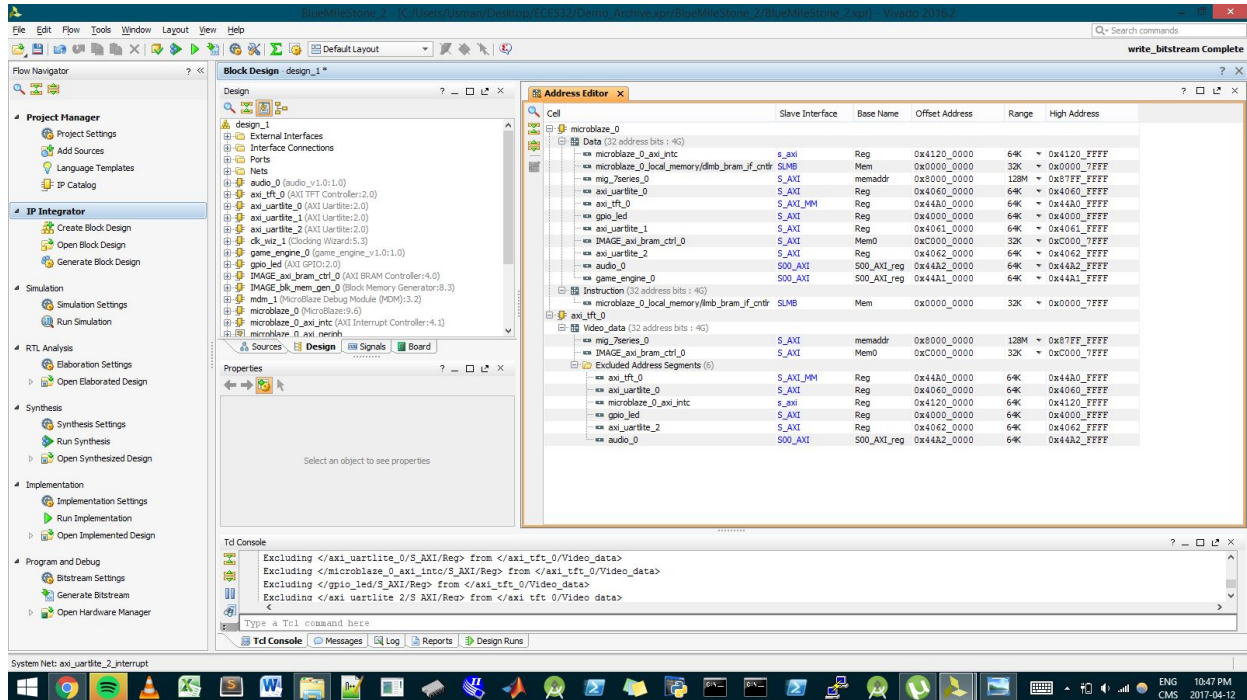 BlueMileStone_2 - [C:/Users/Usman/Desktop/ECE532/Demo_Archive.xpr/BlueMileStone_2/BlueMileStone_2.xpr] - Vivado 2016.2
File Edit Flow Tools Window Layout View Help
Search commands
Default Layout
write_bitstream Complete
Flow Navigator
Project Manager
Project Settings
Add Sources
Language Templates
IP Catalog
IP Integrator
Create Block Design
Open Block Design
Generate Block Design
Simulation
Simulation Settings
Run Simulation
RTL Analysis
Elaboration Settings
Open Elaborated Design
Synthesis
Synthesis Settings
Run Synthesis
Open Synthesized Design
Implementation
Implementation Settings
Run Implementation
Open Implemented Design
Program and Debug
Bitstream Settings
Generate Bitstream
Open Hardware Manager
Block Design - design_1 *
Design
design_1
External Interfaces
Interface Connections
Ports
Nets
audio_0 (audio_v1.0:1.0)
axi_tft_0 (AXI TFT Controller:2.0)
axi_uartlite_0 (AXI Uartlite:2.0)
axi_uartlite_1 (AXI Uartlite:2.0)
axi_uartlite_2 (AXI Uartlite:2.0)
clk_wiz_1 (Clocking Wizard:5.3)
game_engine_0 (game_engine_v1.0:1.0)
gpio_led (AXI GPIO:2.0)
IMAGE_axi_bram_ctrl_0 (AXI BRAM Controller:4.0)
IMAGE_blk_mem_gen_0 (Block Memory Generator:8.3)
mdm_1 (MicroBlaze Debug Module (MDM):3.2)
microblaze_0 (MicroBlaze:9.6)
microblaze_0_axi_intc (AXI Interrupt Controller:4.1)
microblaze_0_axi_periph
Sources Design Signals Board
Properties
Select an object to see properties
Address Editor
Cell Slave Interface Base Name Offset Address Range High Address
microblaze_0
Data (32 address bits : 4G)
microblaze_0_axi_intc s_axi Reg 0x4120_0000 64K 0x4120_FFFF
microblaze_0_local_memory/dlmb_bram_if_cntlr SLMB Mem 0x0000_0000 32K 0x0000_7FFF
mig_7series_0 S_AXI memaddr 0x8000_0000 128M 0x87FF_FFFF
axi_uartlite_0 S_AXI Reg 0x4060_0000 64K 0x4060_FFFF
axi_tft_0 S_AXI_MM Reg 0x44A0_0000 64K 0x44A0_FFFF
gpio_led S_AXI Reg 0x4000_0000 64K 0x4000_FFFF
axi_uartlite_1 S_AXI Reg 0x4061_0000 64K 0x4061_FFFF
IMAGE_axi_bram_ctrl_0 S_AXI Mem0 0xC000_0000 32K 0xC000_7FFF
axi_uartlite_2 S_AXI Reg 0x4062_0000 64K 0x4062_FFFF
audio_0 S00_AXI S00_AXI_reg 0x44A2_0000 64K 0x44A2_FFFF
game_engine_0 S00_AXI S00_AXI_reg 0x44A1_0000 64K 0x44A1_FFFF
Instruction (32 address bits : 4G)
microblaze_0_local_memory/ilmb_bram_if_cntlr SLMB Mem 0x0000_0000 32K 0x0000_7FFF
axi_tft_0
Video_data (32 address bits : 4G)
mig_7series_0 S_AXI memaddr 0x8000_0000 128M 0x87FF_FFFF
IMAGE_axi_bram_ctrl_0 S_AXI Mem0 0xC000_0000 32K 0xC000_7FFF
Excluded Address Segments (6)
axi_tft_0 S_AXI_MM Reg 0x44A0_0000 64K 0x44A0_FFFF
axi_uartlite_0 S_AXI Reg 0x4060_0000 64K 0x4060_FFFF
microblaze_0_axi_intc s_axi Reg 0x4120_0000 64K 0x4120_FFFF
gpio_led S_AXI Reg 0x4000_0000 64K 0x4000_FFFF
axi_uartlite_2 S_AXI Reg 0x4062_0000 64K 0x4062_FFFF
audio_0 S00_AXI S00_AXI_reg 0x44A2_0000 64K 0x44A2_FFFF
Tcl Console
Excluding </axi_uartlite_0/S_AXI/Reg> from </axi_tft_0/Video_data>
Excluding </microblaze_0_axi_intc/S_AXI/Reg> from </axi_tft_0/Video_data>
Excluding </gpio_led/S_AXI/Reg> from </axi_tft_0/Video_data>
Excluding </axi_uartlite_2/S_AXI/Reg> from </axi_tft_0/Video_data>
Type a Tcl command here
Tcl Console Messages Log Reports Design Runs
System Net: axi_uartlite_2_interrupt
ENG 10:47 PM
CMS 2017-04-12